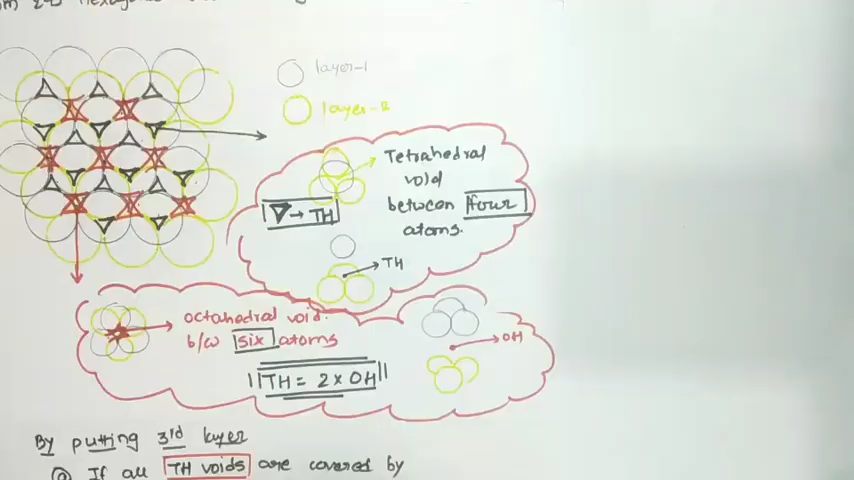 layer-1
layer-2
Tetrahedral
void
between four
atoms.
▽ → TH
TH
octahedral void.
b/w six atoms
OH
TH = 2 × OH
By putting 3rd layer
@ If all TH voids are covered by